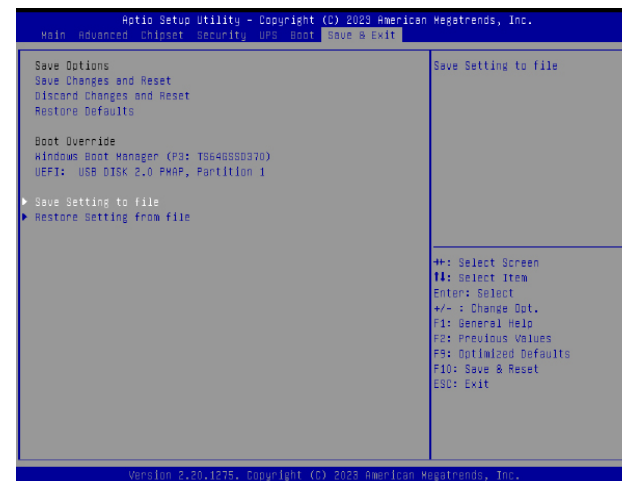 Aptio Setup Utility – Copyright (C) 2023 American Megatrends, Inc.
Main Advanced Chipset Security UPS Boot Save & Exit
Save Options
Save Changes and Reset
Discard Changes and Reset
Restore Defaults
Boot Override
Windows Boot Manager (P3: TS64GSSD370)
UEFI: USB DISK 2.0 PMAP, Partition 1
Save Setting to file
Restore Setting from file
Save Setting to file
→←: Select Screen
↑↓: Select Item
Enter: Select
+/- : Change Opt.
F1: General Help
F2: Previous Values
F9: Optimized Defaults
F10: Save & Reset
ESC: Exit
Version 2.20.1275. Copyright (C) 2023 American Megatrends, Inc.